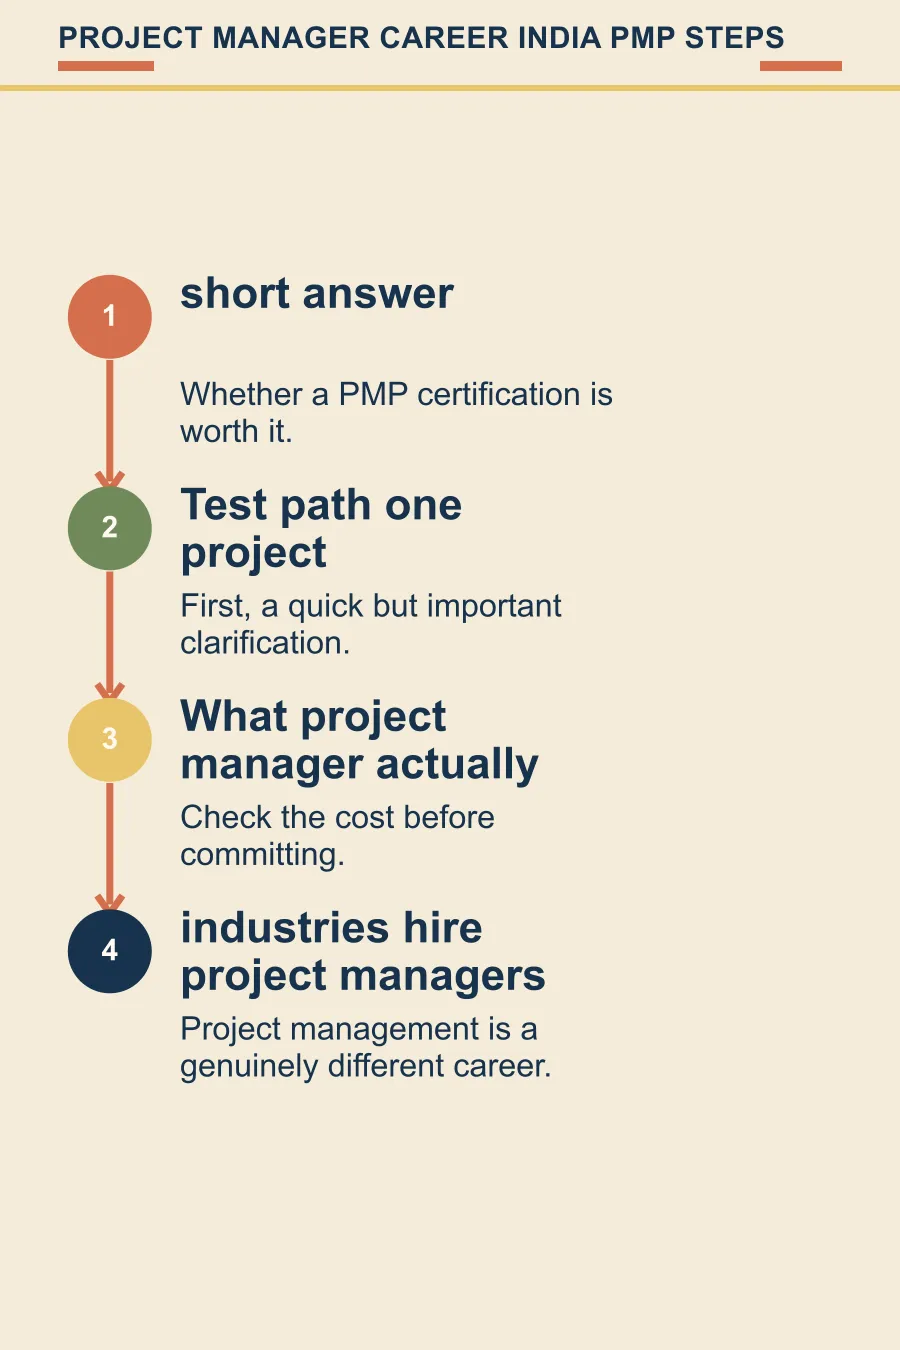 PROJECT MANAGER CAREER INDIA PMP STEPS
1
short answer
Whether a PMP certification is
worth it.
2
Test path one
project
First, a quick but important
clarification.
3
What project
manager actually
Check the cost before
committing.
4
industries hire
project managers
Project management is a
genuinely different career.